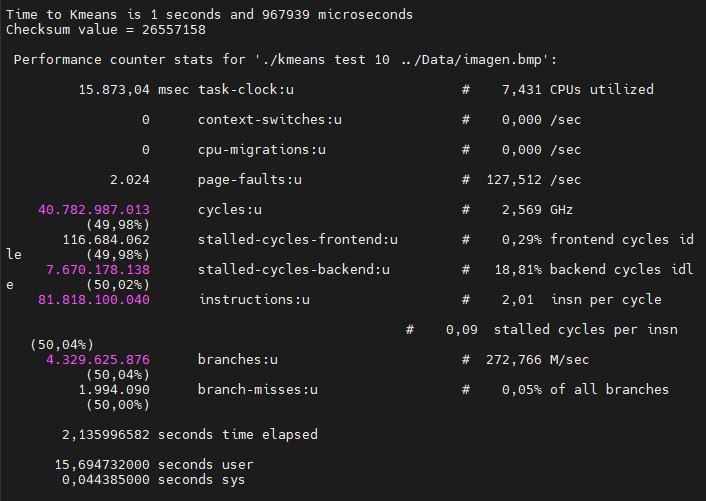 Time to Kmeans is 1 seconds and 967939 microseconds
Checksum value = 26557158
Performance counter stats for './kmeans test 10 ../Data/imagen.bmp':
15.873,04 msec task-clock:u # 7,431 CPUs utilized
0 context-switches:u # 0,000 /sec
0 cpu-migrations:u # 0,000 /sec
2.024 page-faults:u # 127,512 /sec
40.782.987.013 cycles:u # 2,569 GHz
(49,98%)
116.684.062 stalled-cycles-frontend:u # 0,29% frontend cycles id
le (49,98%)
7.670.178.138 stalled-cycles-backend:u # 18,81% backend cycles idl
e (50,02%)
81.818.100.040 instructions:u # 2,01 insn per cycle
# 0,09 stalled cycles per insn
(50,04%)
4.329.625.876 branches:u # 272,766 M/sec
(50,04%)
1.994.090 branch-misses:u # 0,05% of all branches
(50,00%)
2,135996582 seconds time elapsed
15,694732000 seconds user
0,044385000 seconds sys